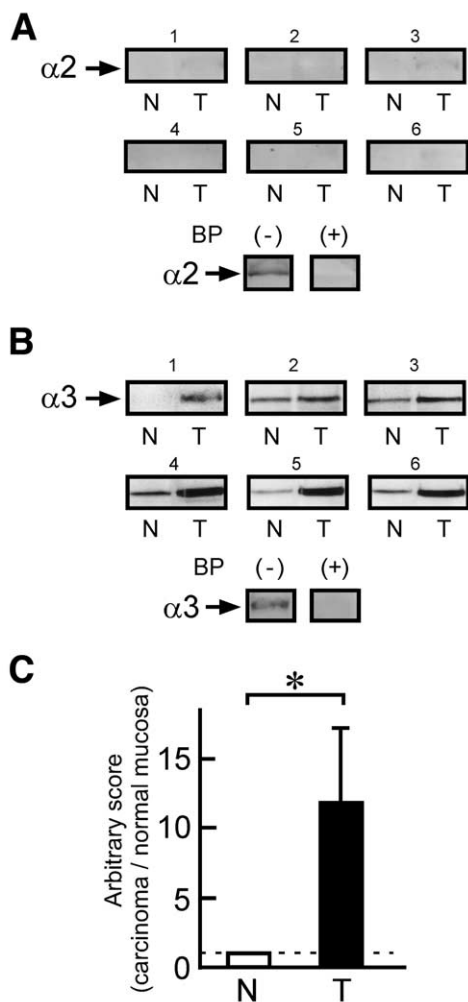 A
1 2 3
α2
N T N T N T
4 5 6
N T N T N T
BP (-) (+)
α2
B
1 2 3
α3
N T N T N T
4 5 6
N T N T N T
BP (-) (+)
α3
C
*
Arbitrary score
(carcinoma / normal mucosa)
15
10
5
0
N T